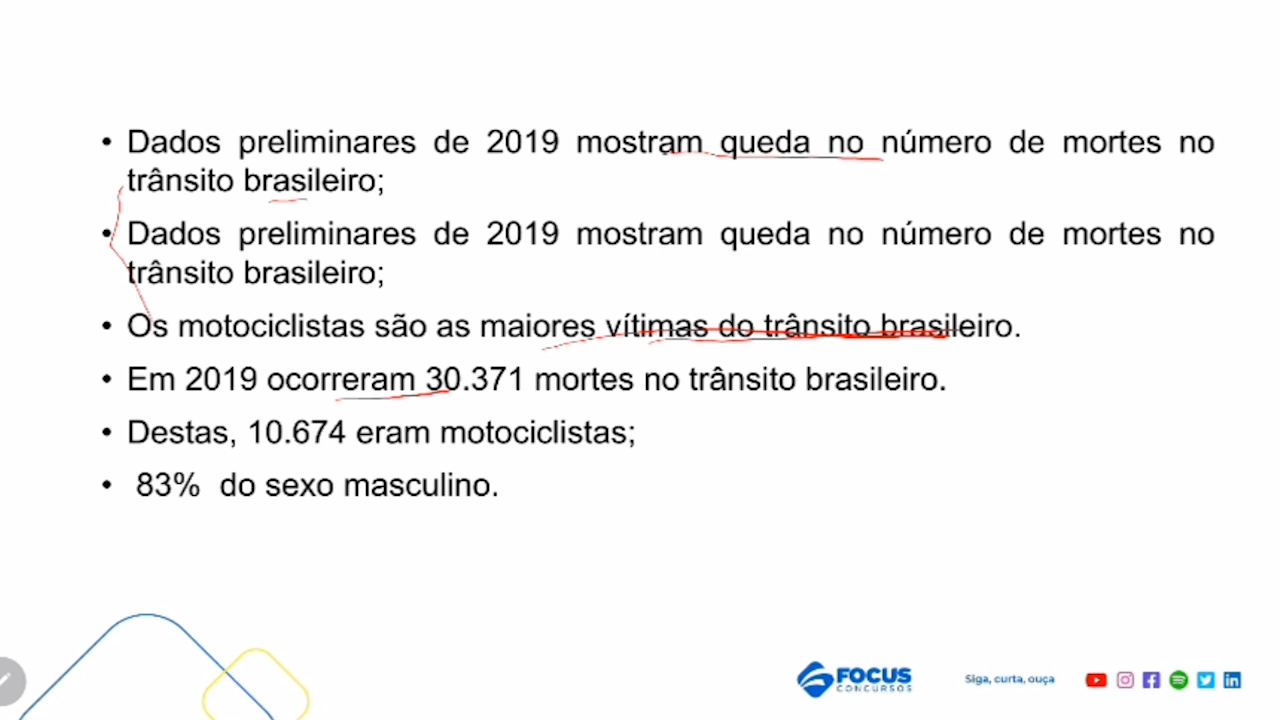 • Dados preliminares de 2019 mostram queda no número de mortes no
trânsito brasileiro;
• Dados preliminares de 2019 mostram queda no número de mortes no
trânsito brasileiro;
• Os motociclistas são as maiores vítimas do trânsito brasileiro.
• Em 2019 ocorreram 30.371 mortes no trânsito brasileiro.
• Destas, 10.674 eram motociclistas;
• 83% do sexo masculino.
FOCUS
CONCURSOS
Siga, curta, ouça